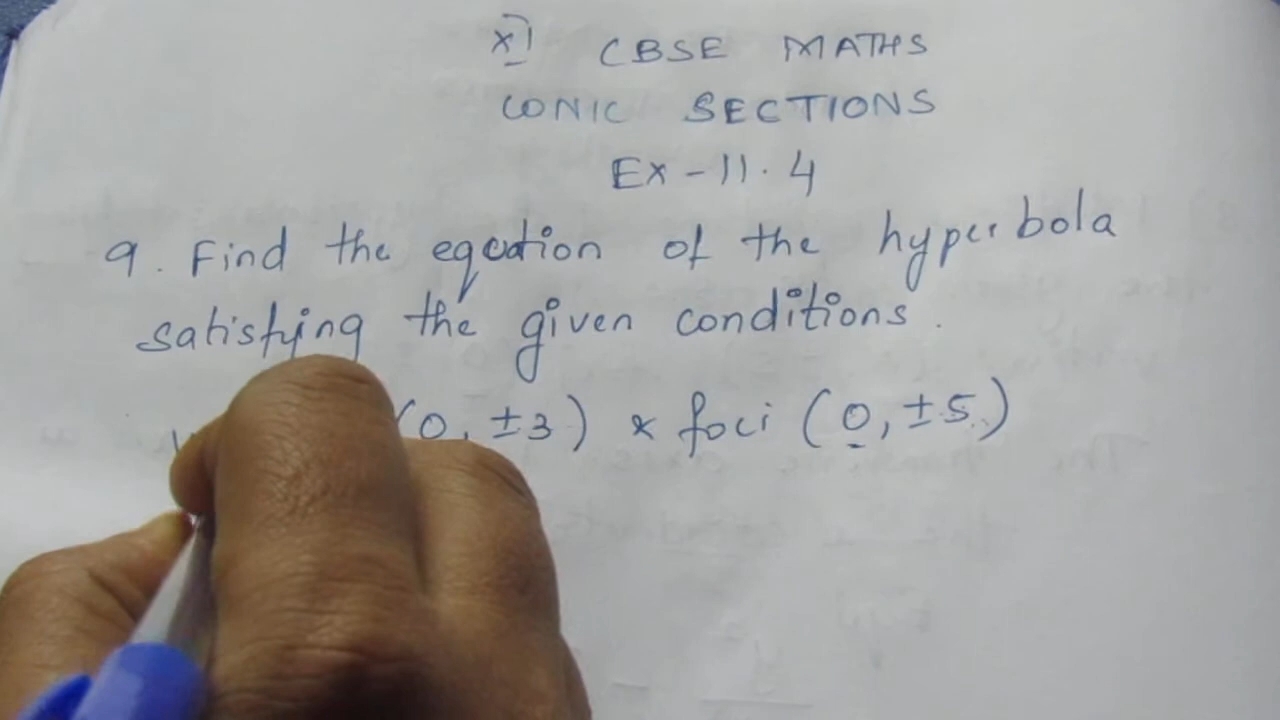 XI CBSE MATHS
CONIC SECTIONS
Ex-11.4
9. Find the eqation of the hyperbola
satisfying the given conditions.
(0, ±3) & foci (0, ±5)